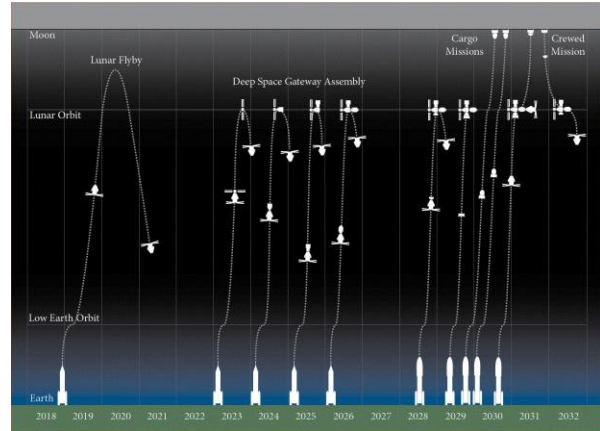 Moon
Cargo
Missions
Crewed
Mission
Lunar Flyby
Deep Space Gateway Assembly
Lunar Orbit
Low Earth Orbit
Earth
2018 2019 2020 2021 2022 2023 2024 2025 2026 2027 2028 2029 2030 2031 2032